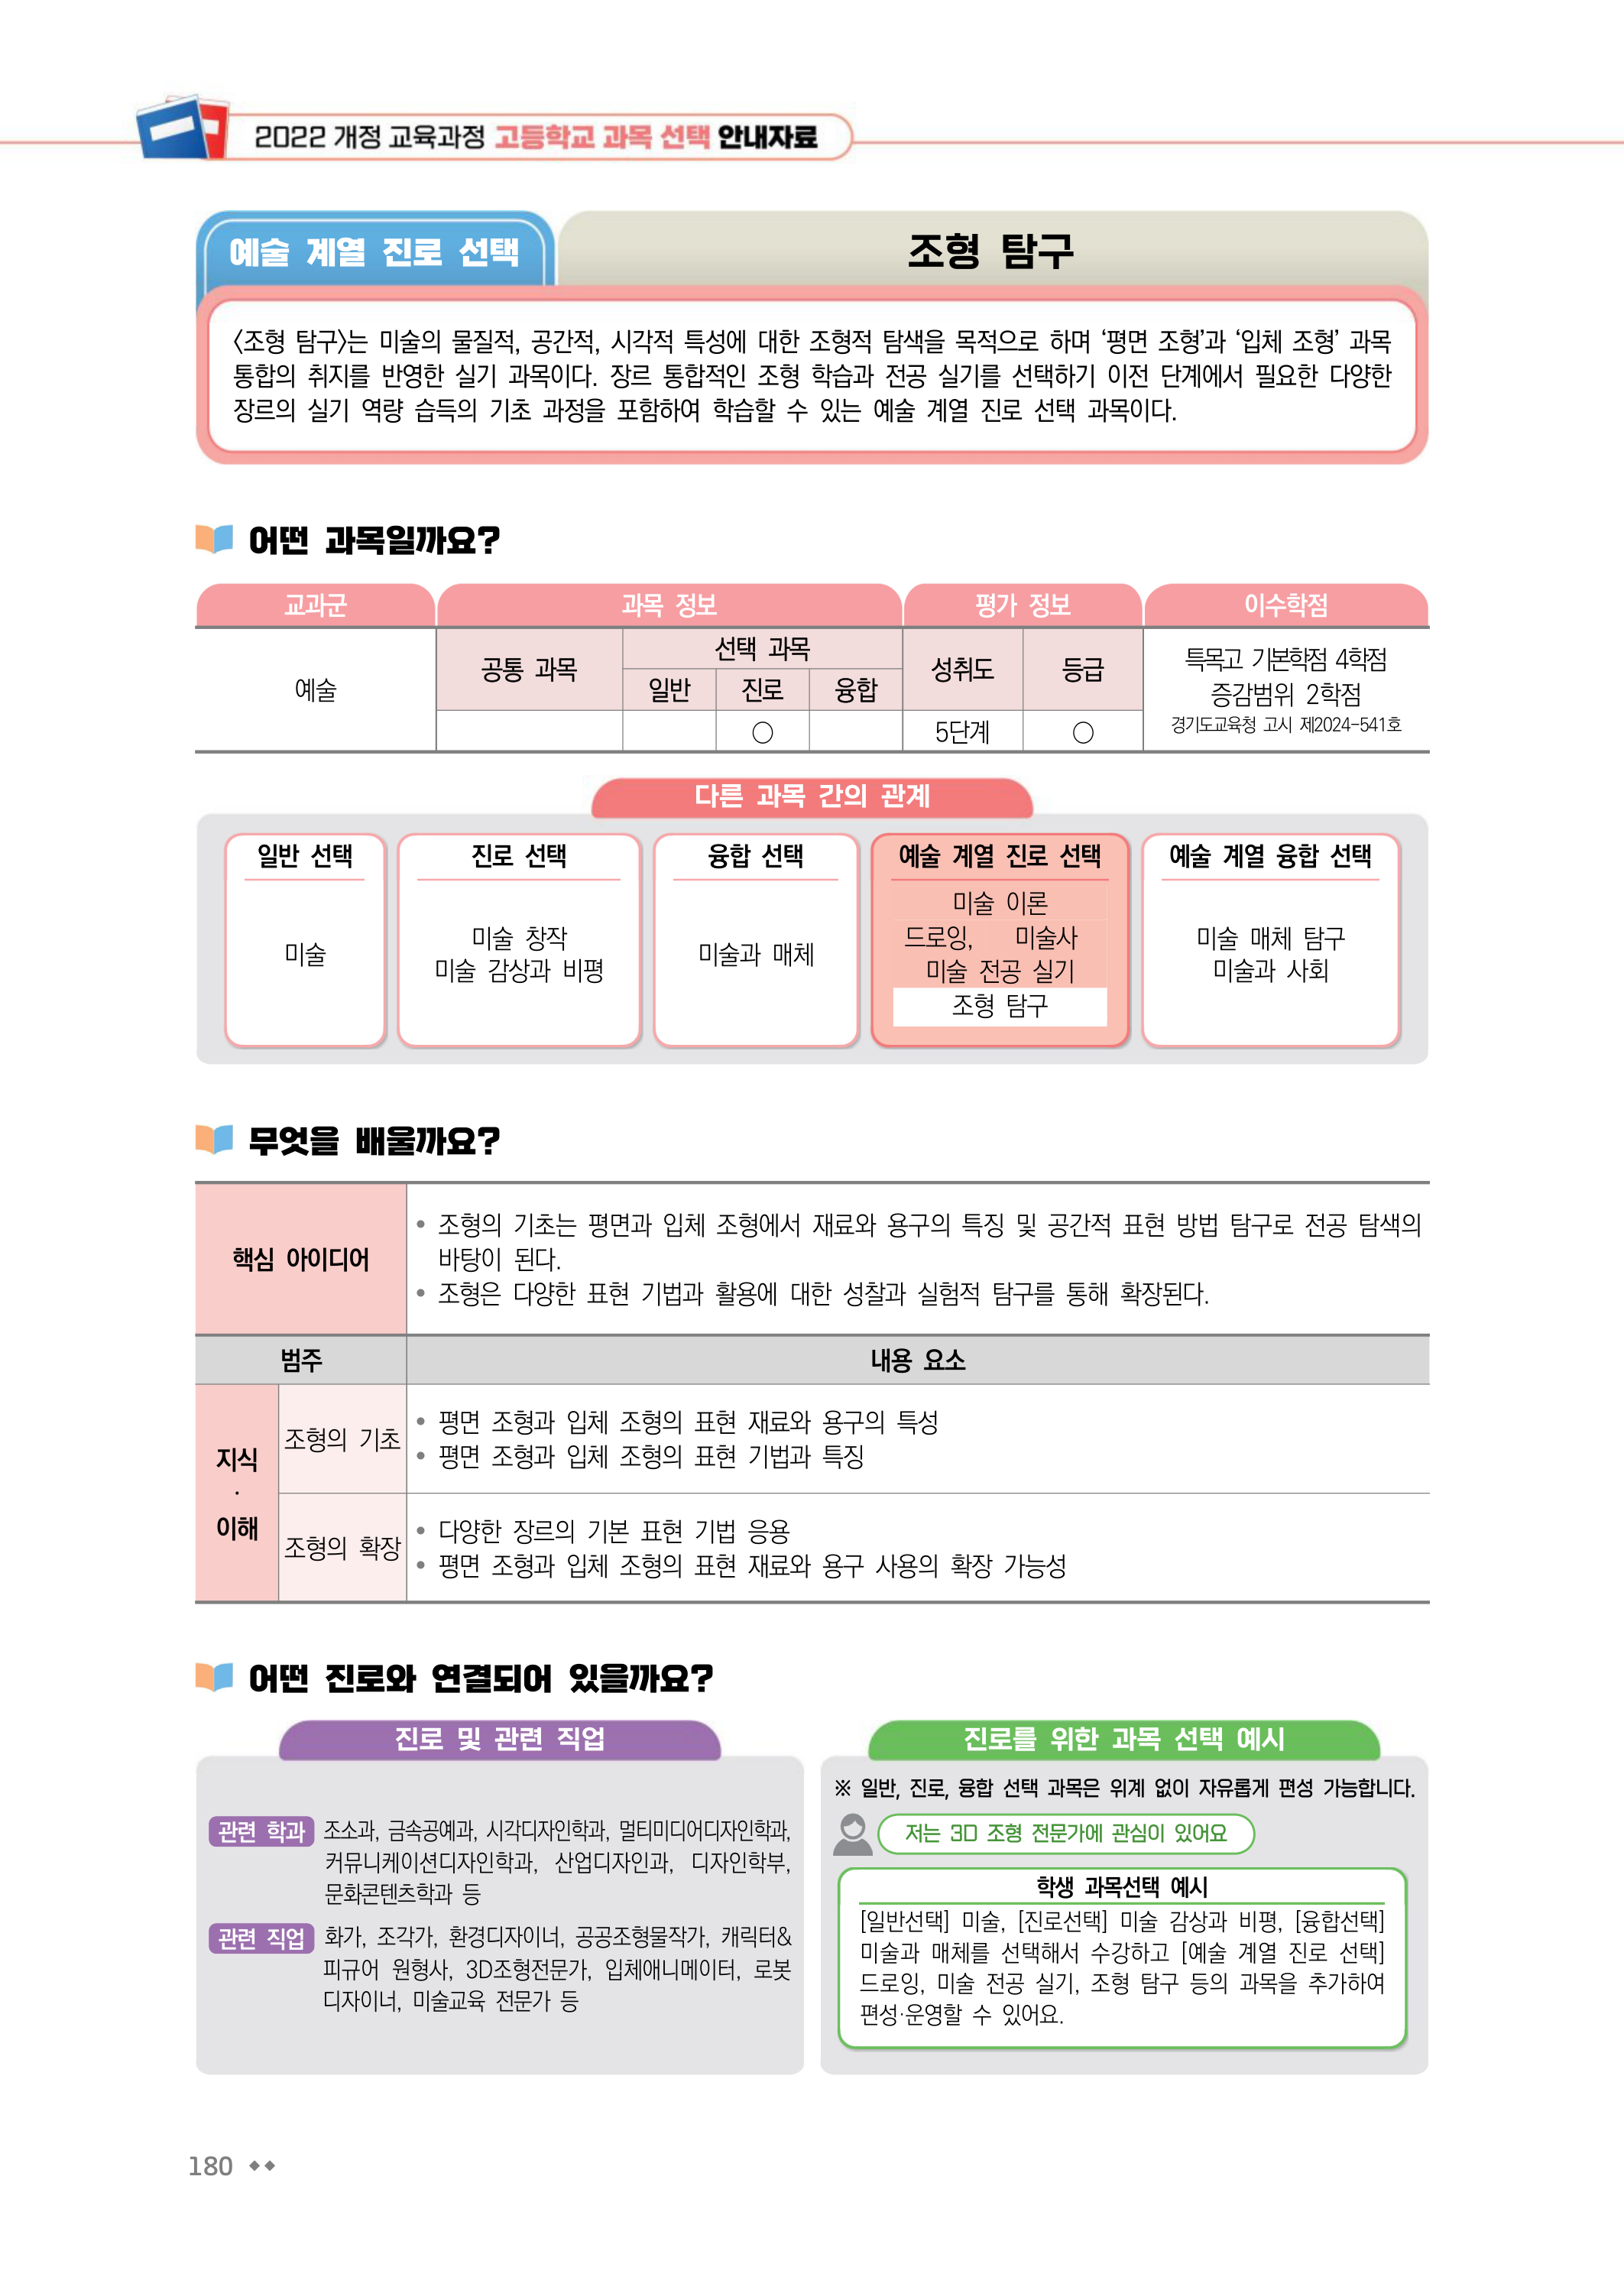 2022 개정 교육과정 고등학교 과목 선택 안내자료
예술 계열 진로 선택
조형 탐구
<조형 탐구>는 미술의 물질적, 공간적, 시각적 특성에 대한 조형적 탐색을 목적으로 하며 ‘평면 조형’과 ‘입체 조형’ 과목
통합의 취지를 반영한 실기 과목이다. 장르 통합적인 조형 학습과 전공 실기를 선택하기 이전 단계에서 필요한 다양한
장르의 실기 역량 습득의 기초 과정을 포함하여 학습할 수 있는 예술 계열 진로 선택 과목이다.
어떤 과목일까요?
교과군 과목 정보 평가 정보 이수학점
예술
공통 과목
선택 과목
일반 진로 융합
성취도 등급
○ 5단계 ○
특목고 기본학점 4학점
증감범위 2학점
경기도교육청 고시 제2024-541호
다른 과목 간의 관계
일반 선택
미술
진로 선택
미술 창작
미술 감상과 비평
융합 선택
미술과 매체
예술 계열 진로 선택
미술 이론
드로잉, 미술사
미술 전공 실기
조형 탐구
예술 계열 융합 선택
미술 매체 탐구
미술과 사회
무엇을 배울까요?
핵심 아이디어
• 조형의 기초는 평면과 입체 조형에서 재료와 용구의 특징 및 공간적 표현 방법 탐구로 전공 탐색의
바탕이 된다.
• 조형은 다양한 표현 기법과 활용에 대한 성찰과 실험적 탐구를 통해 확장된다.
범주 내용 요소
지식
·
이해
조형의 기초
• 평면 조형과 입체 조형의 표현 재료와 용구의 특성
• 평면 조형과 입체 조형의 표현 기법과 특징
조형의 확장
• 다양한 장르의 기본 표현 기법 응용
• 평면 조형과 입체 조형의 표현 재료와 용구 사용의 확장 가능성
어떤 진로와 연결되어 있을까요?
진로 및 관련 직업
관련 학과 조소과, 금속공예과, 시각디자인학과, 멀티미디어디자인학과,
커뮤니케이션디자인학과, 산업디자인과, 디자인학부,
문화콘텐츠학과 등
관련 직업 화가, 조각가, 환경디자이너, 공공조형물작가, 캐릭터&
피규어 원형사, 3D조형전문가, 입체애니메이터, 로봇
디자이너, 미술교육 전문가 등
진로를 위한 과목 선택 예시
※ 일반, 진로, 융합 선택 과목은 위계 없이 자유롭게 편성 가능합니다.
저는 3D 조형 전문가에 관심이 있어요
학생 과목선택 예시
[일반선택] 미술, [진로선택] 미술 감상과 비평, [융합선택]
미술과 매체를 선택해서 수강하고 [예술 계열 진로 선택]
드로잉, 미술 전공 실기, 조형 탐구 등의 과목을 추가하여
편성·운영할 수 있어요.
180 ◆◆